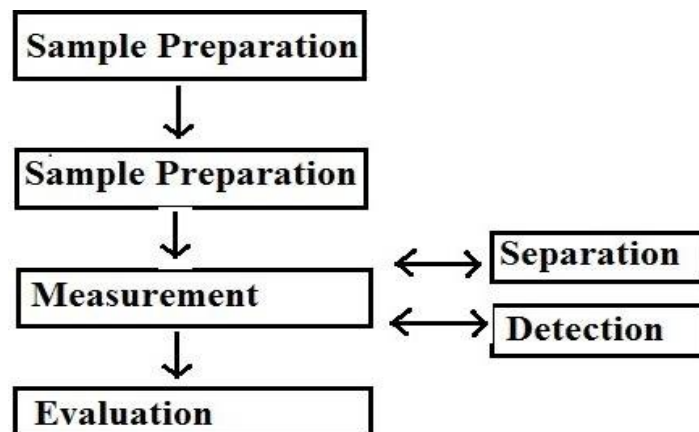 Sample Preparation
Sample Preparation
Measurement
Separation
Detection
Evaluation